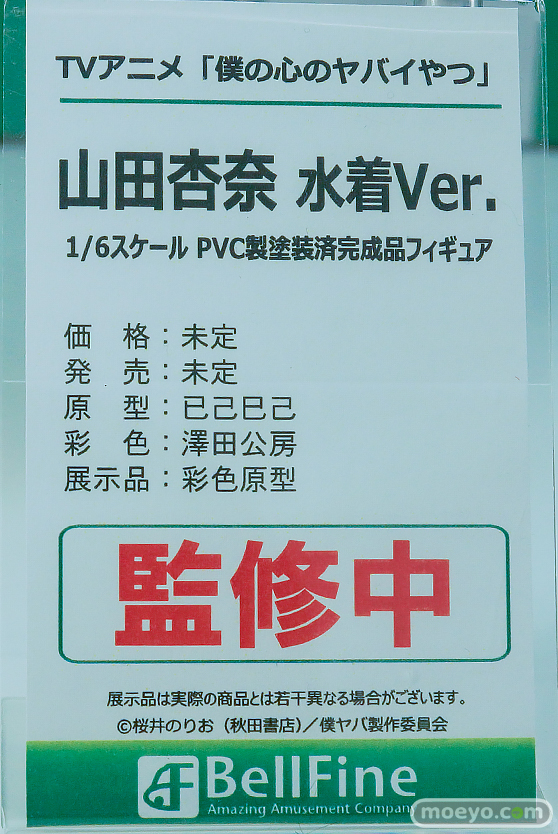 TVアニメ「僕の心のヤバイやつ」
山田杏奈 水着Ver.
1/6スケール PVC製塗装済完成品フィギュア
価　格：未定
発　売：未定
原　型：已己巳己
彩　色：澤田公房
展示品：彩色原型
監修中
展示品は実際の商品とは若干異なる場合がございます。
©桜井のりお（秋田書店）／僕ヤバ製作委員会
BellFine
Amazing Amusement Company
moeyo.com